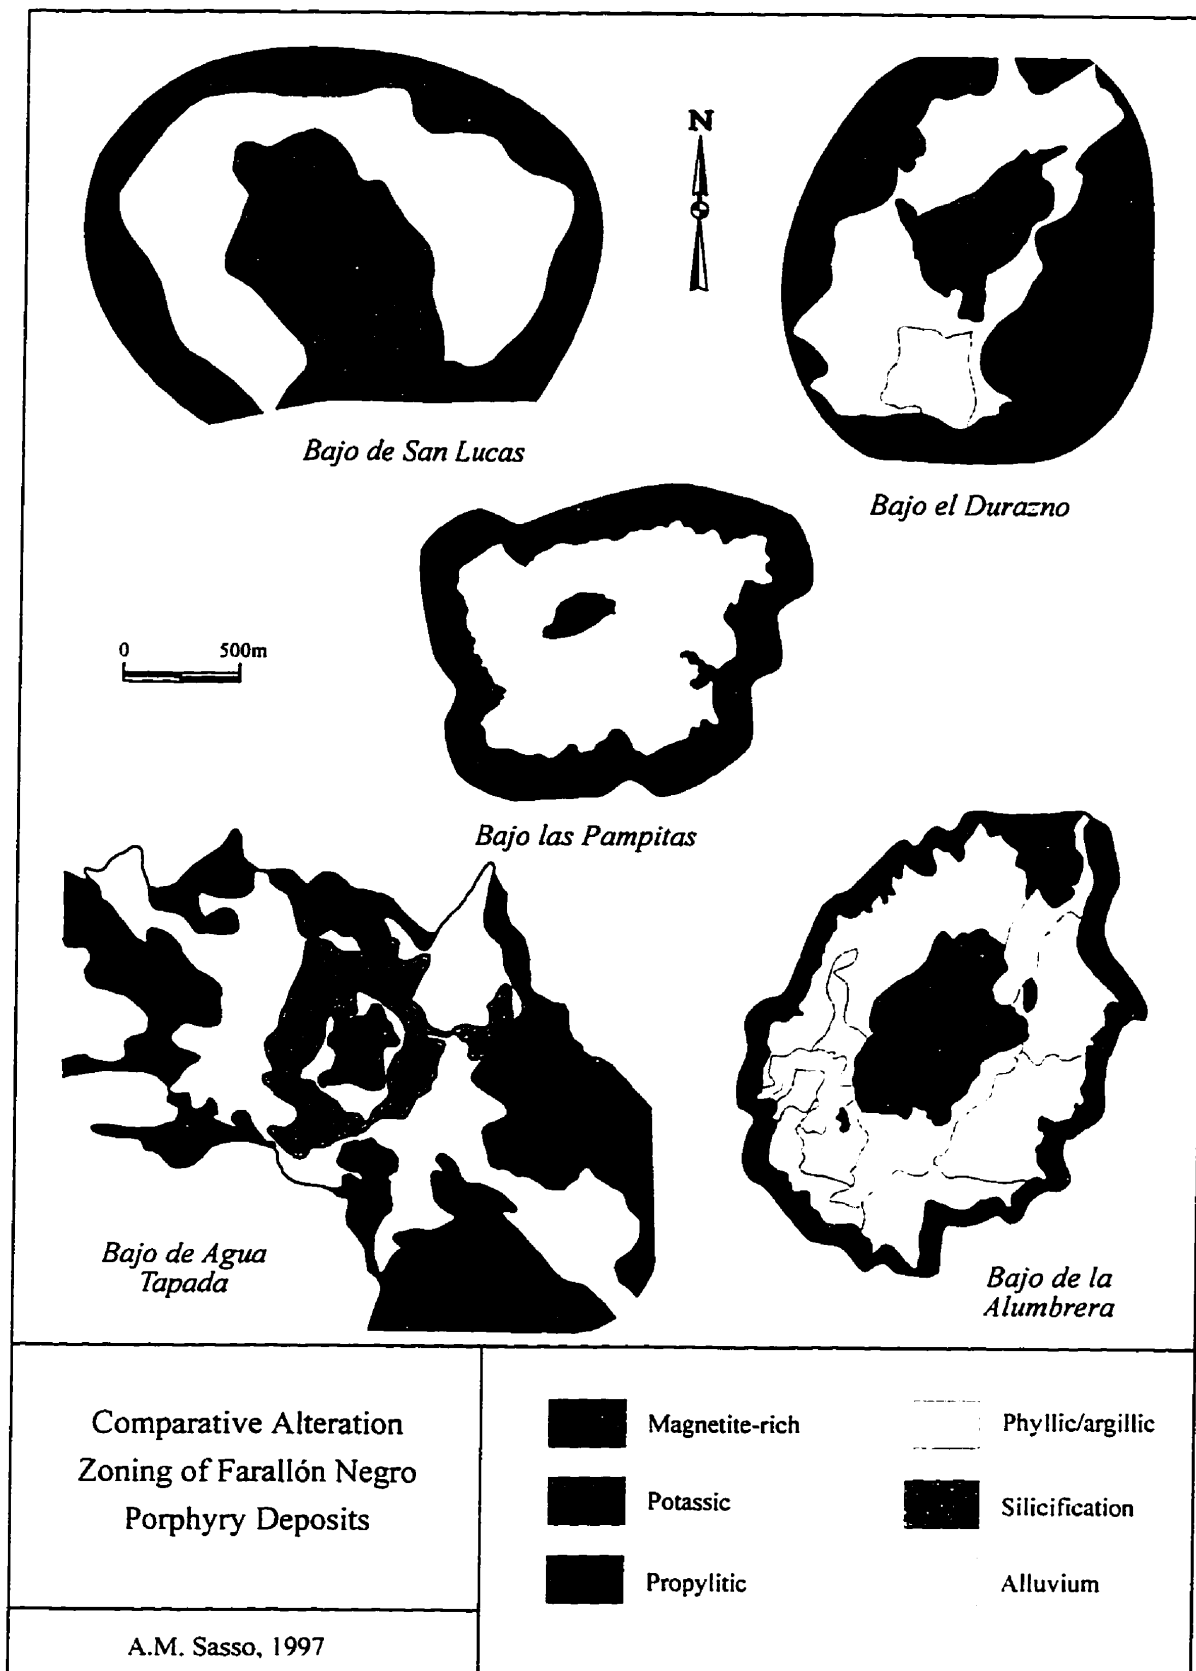 N
Bajo de San Lucas
Bajo el Durazno
0 500m
Bajo las Pampitas
Bajo de Agua
Tapada
Bajo de la
Alumbrera
Comparative Alteration
Zoning of Farallón Negro
Porphyry Deposits
A.M. Sasso, 1997
Magnetite-rich
Potassic
Propylitic
Phyllic/argillic
Silicification
Alluvium